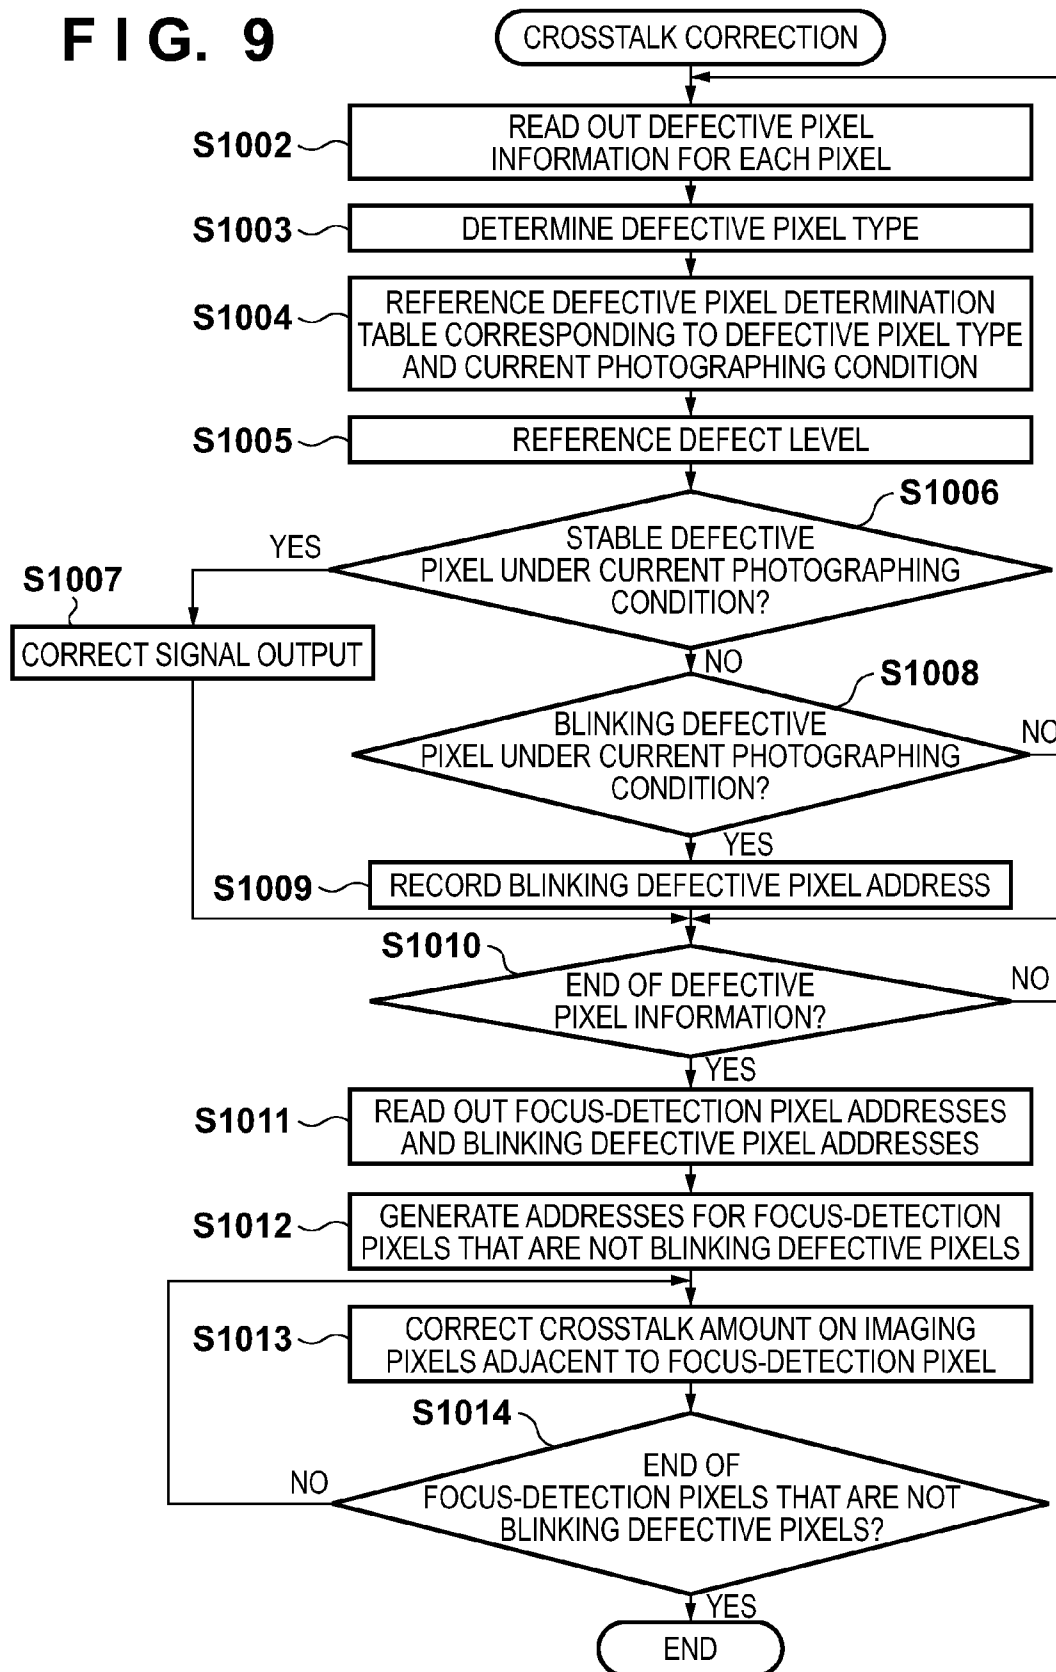 FIG. 9
CROSSTALK CORRECTION
S1002
READ OUT DEFECTIVE PIXEL
INFORMATION FOR EACH PIXEL
S1003
DETERMINE DEFECTIVE PIXEL TYPE
S1004
REFERENCE DEFECTIVE PIXEL DETERMINATION
TABLE CORRESPONDING TO DEFECTIVE PIXEL TYPE
AND CURRENT PHOTOGRAPHING CONDITION
S1005
REFERENCE DEFECT LEVEL
S1006
YES
STABLE DEFECTIVE
PIXEL UNDER CURRENT PHOTOGRAPHING
CONDITION?
S1007
CORRECT SIGNAL OUTPUT
NO
S1008
BLINKING DEFECTIVE
PIXEL UNDER CURRENT PHOTOGRAPHING
CONDITION?
NO
YES
S1009
RECORD BLINKING DEFECTIVE PIXEL ADDRESS
S1010
END OF DEFECTIVE
PIXEL INFORMATION?
NO
YES
S1011
READ OUT FOCUS-DETECTION PIXEL ADDRESSES
AND BLINKING DEFECTIVE PIXEL ADDRESSES
S1012
GENERATE ADDRESSES FOR FOCUS-DETECTION
PIXELS THAT ARE NOT BLINKING DEFECTIVE PIXELS
S1013
CORRECT CROSSTALK AMOUNT ON IMAGING
PIXELS ADJACENT TO FOCUS-DETECTION PIXEL
S1014
NO
END OF
FOCUS-DETECTION PIXELS THAT ARE NOT
BLINKING DEFECTIVE PIXELS?
YES
END